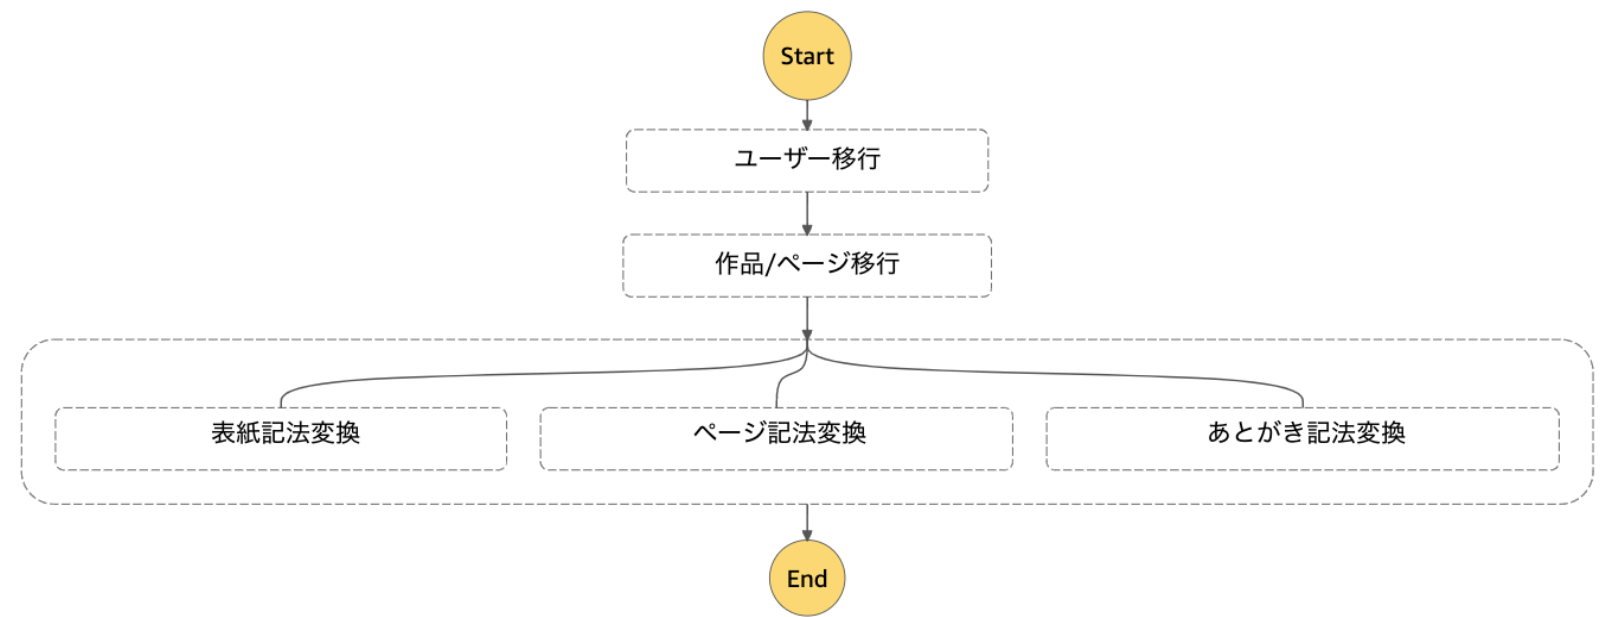 Start
ユーザー移行
作品/ページ移行
表紙記法変換
ページ記法変換
あとがき記法変換
End